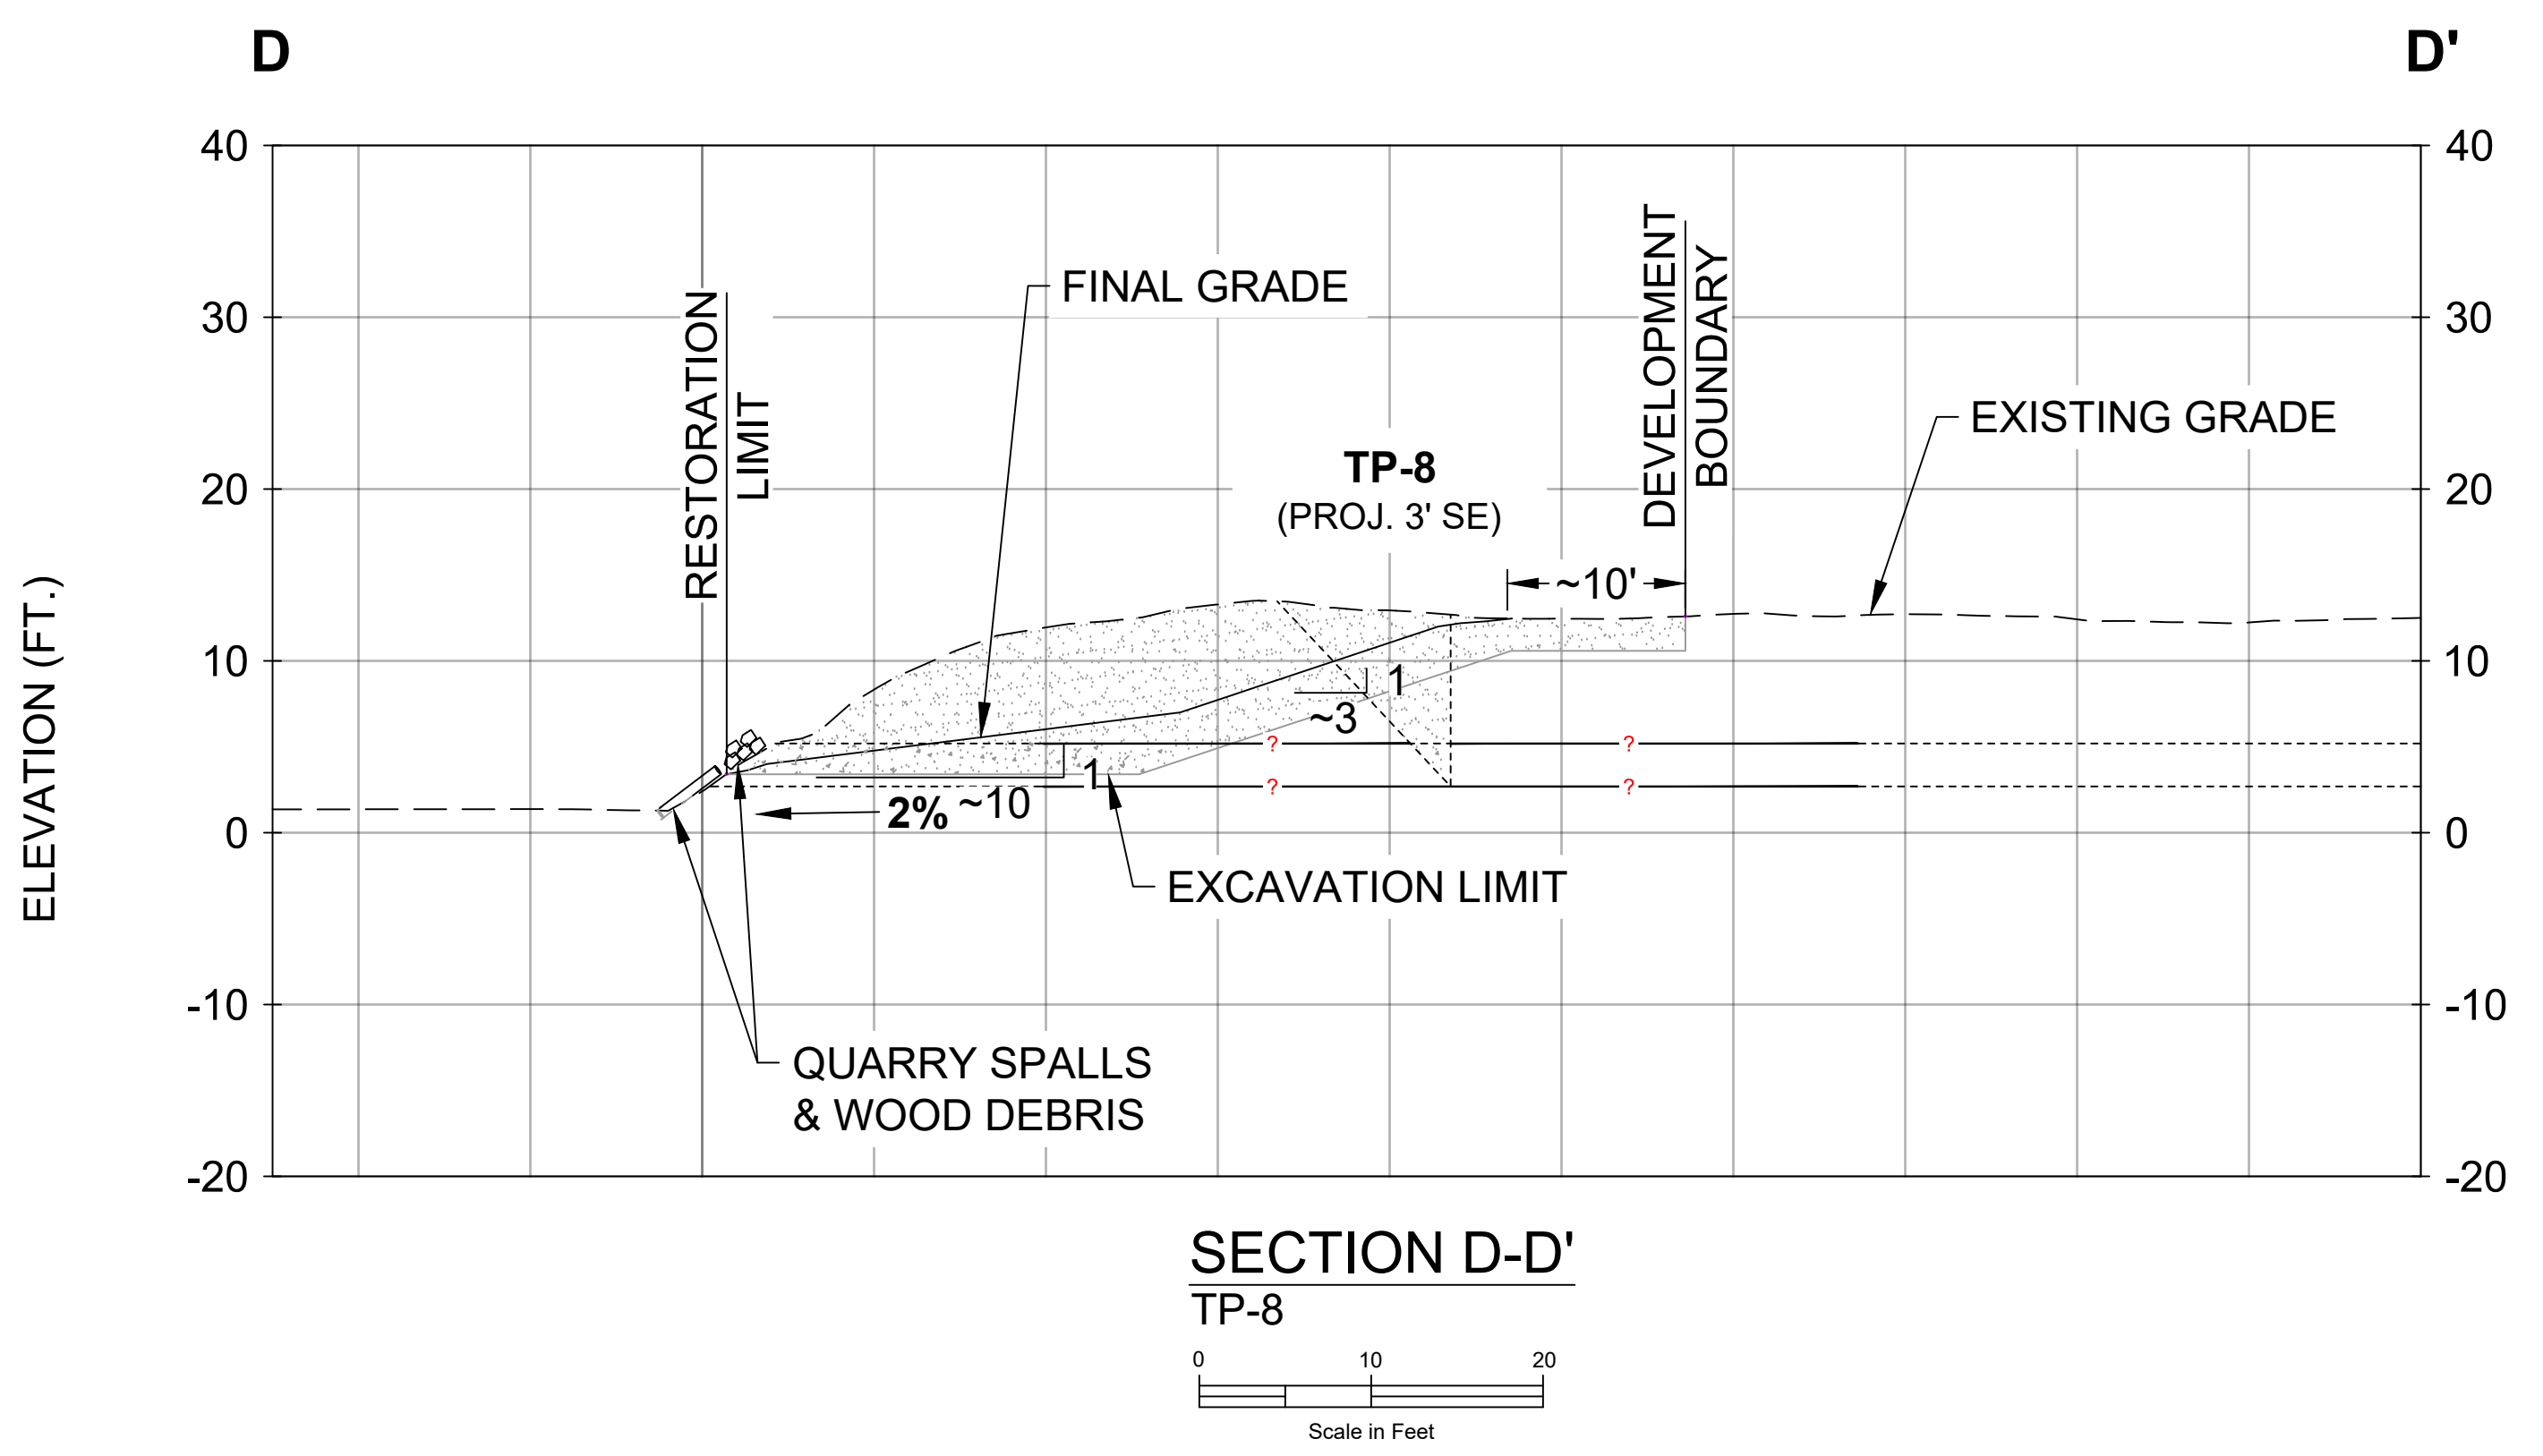 D
D'
40
40
30
30
20
20
10
10
0
0
-10
-10
-20
-20
ELEVATION (FT.)
RESTORATION
LIMIT
FINAL GRADE
TP-8
(PROJ. 3' SE)
DEVELOPMENT
BOUNDARY
EXISTING GRADE
~10'
1
~3
?
?
1
~10
2%
?
?
EXCAVATION LIMIT
QUARRY SPALLS
& WOOD DEBRIS
SECTION D-D'
TP-8
0
10
20
Scale in Feet